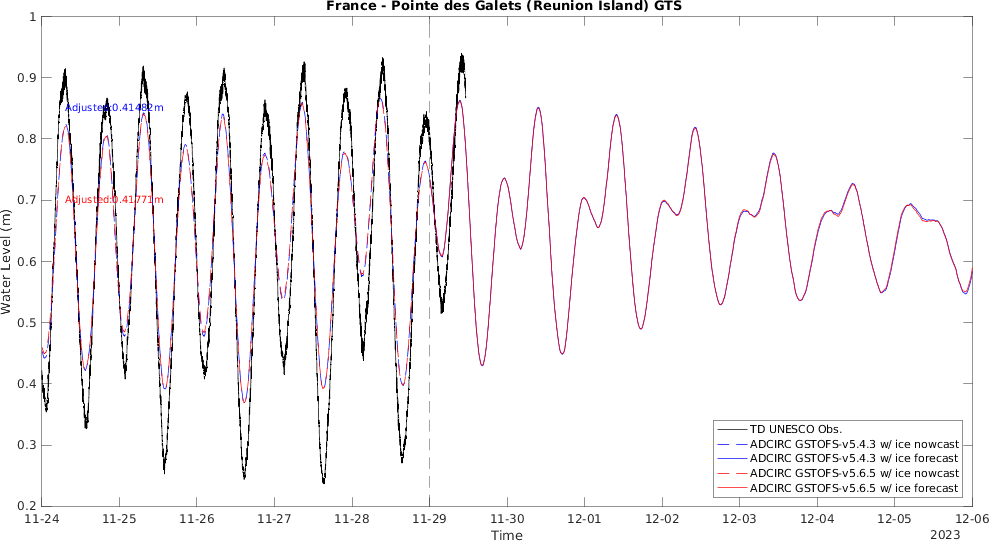 France - Pointe des Galets (Reunion Island) GTS
1
0.9
0.8
0.7
0.6
0.5
0.4
0.3
0.2
Water Level (m)
Adjusted:0.41482m
Adjusted:0.41771m
TD UNESCO Obs.
ADCIRC GSTOFS-v5.4.3 w/ ice nowcast
ADCIRC GSTOFS-v5.4.3 w/ ice forecast
ADCIRC GSTOFS-v5.6.5 w/ ice nowcast
ADCIRC GSTOFS-v5.6.5 w/ ice forecast
11-24 11-25 11-26 11-27 11-28 11-29 11-30 12-01 12-02 12-03 12-04 12-05 12-06
Time
2023